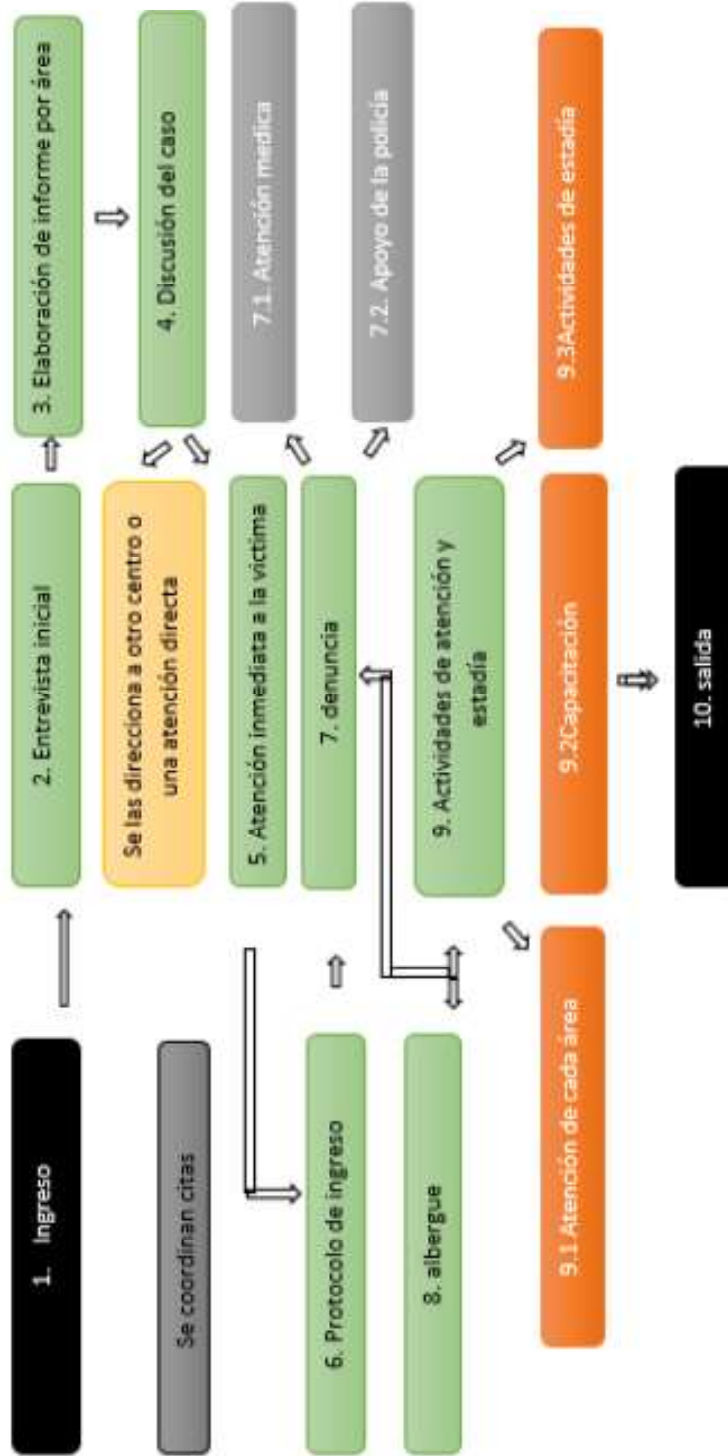 1. Ingreso
2. Entrevista inicial
3. Elaboración de informe por área
Se coordinan citas
Se las direcciona a otro centro o
una atención directa
4. Discusión del caso
5. Atención inmediata a la victima
7.1. Atención medica
6. Protocolo de ingreso
7. denuncia
7.2. Apoyo de la policía
8. albergue
9. Actividades de atención y
estadía
9.1 Atención de cada área
9.2Capacitación
9.3Actividades de estadía
10. salida